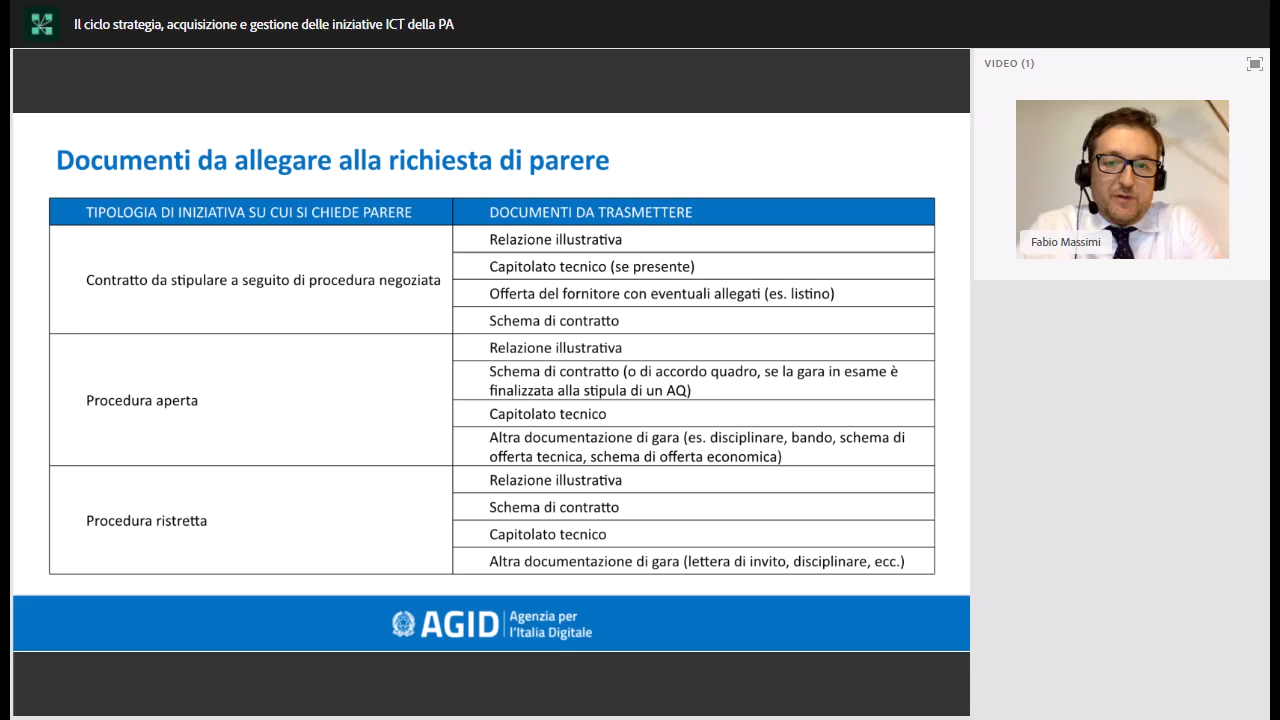 Il ciclo strategia, acquisizione e gestione delle iniziative ICT della PA
VIDEO (1)
Fabio Massimi
Documenti da allegare alla richiesta di parere
TIPOLOGIA DI INIZIATIVA SU CUI SI CHIEDE PARERE
DOCUMENTI DA TRASMETTERE
Contratto da stipulare a seguito di procedura negoziata
Relazione illustrativa
Capitolato tecnico (se presente)
Offerta del fornitore con eventuali allegati (es. listino)
Schema di contratto
Procedura aperta
Relazione illustrativa
Schema di contratto (o di accordo quadro, se la gara in esame è
finalizzata alla stipula di un AQ)
Capitolato tecnico
Altra documentazione di gara (es. disciplinare, bando, schema di
offerta tecnica, schema di offerta economica)
Procedura ristretta
Relazione illustrativa
Schema di contratto
Capitolato tecnico
Altra documentazione di gara (lettera di invito, disciplinare, ecc.)
AGID
Agenzia per
l'Italia Digitale